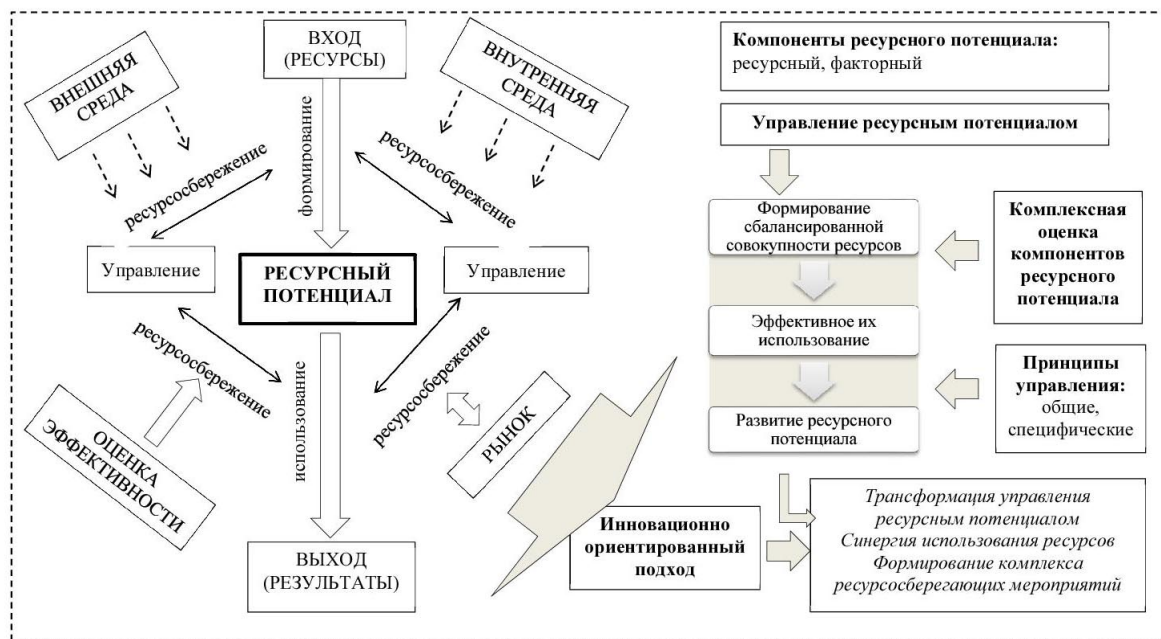 ВХОД
(РЕСУРСЫ)
ВНЕШНЯЯ
СРЕДА
ВНУТРЕННЯЯ
СРЕДА
ресурсосбережение
формирование
ресурсосбережение
Управление
РЕСУРСНЫЙ
ПОТЕНЦИАЛ
Управление
ресурсосбережение
использование
ресурсосбережение
ОЦЕНКА
ЭФФЕКТИВНОСТИ
РЫНОК
ВЫХОД
(РЕЗУЛЬТАТЫ)
Компоненты ресурсного потенциала:
ресурсный, факторный
Управление ресурсным потенциалом
Формирование
сбалансированной
совокупности ресурсов
Эффективное их
использование
Развитие ресурсного
потенциала
Комплексная
оценка
компонентов
ресурсного
потенциала
Принципы
управления:
общие,
специфические
Инновационно
ориентированный
подход
Трансформация управления
ресурсным потенциалом
Синергия использования ресурсов
Формирование комплекса
ресурсосберегающих мероприятий